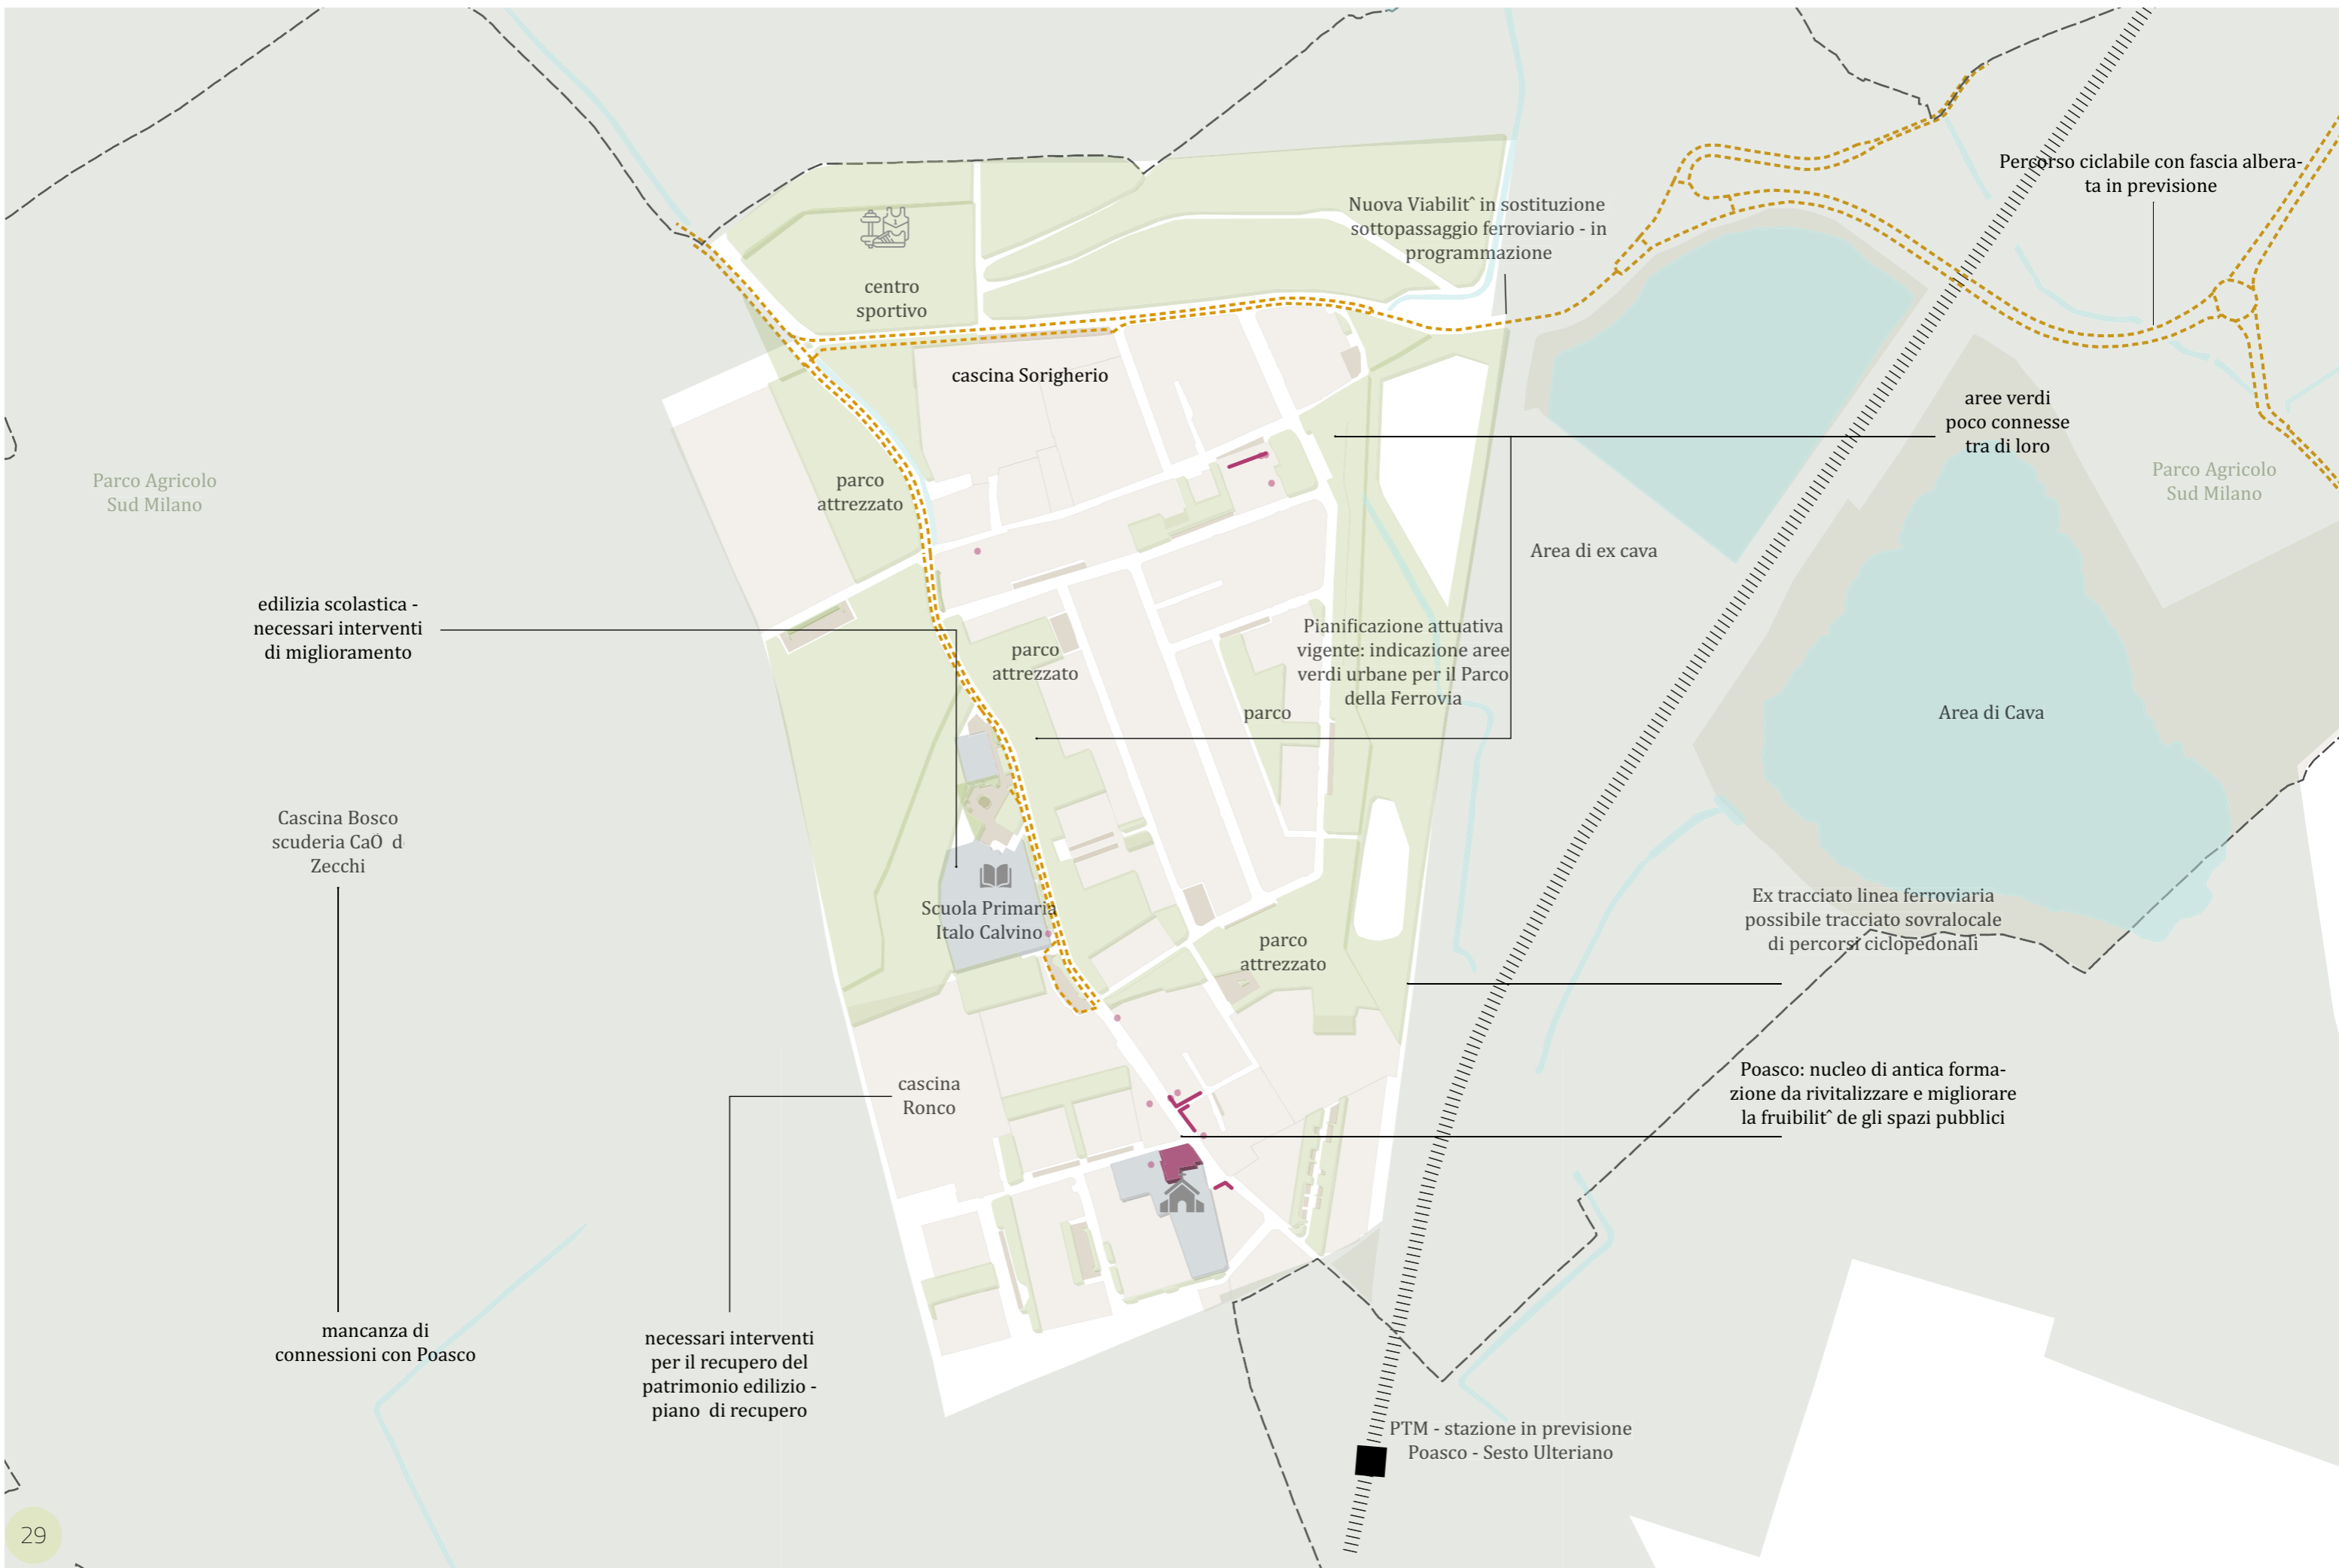 Percorso ciclabile con fascia albera-
ta in previsione
Nuova Viabilitˆ in sostituzione
sottopassaggio ferroviario - in
programmazione
centro
sportivo
cascina Sorigherio
aree verdi
poco connesse
tra di loro
Parco Agricolo
Sud Milano
parco
attrezzato
Parco Agricolo
Sud Milano
Area di ex cava
edilizia scolastica -
necessari interventi
di miglioramento
parco
attrezzato
Pianificazione attuativa
vigente: indicazione aree
verdi urbane per il Parco
della Ferrovia
parco
Area di Cava
Cascina Bosco
scuderia CaÕ d
Zecchi
Scuola Primaria
Italo Calvino
parco
attrezzato
Ex tracciato linea ferroviaria
possibile tracciato sovralocale
di percorsi ciclopedonali
cascina
Ronco
Poasco: nucleo di antica forma-
zione da rivitalizzare e migliorare
la fruibilitˆ de gli spazi pubblici
mancanza di
connessioni con Poasco
necessari interventi
per il recupero del
patrimonio edilizio -
piano di recupero
PTM - stazione in previsione
Poasco - Sesto Ulteriano
29